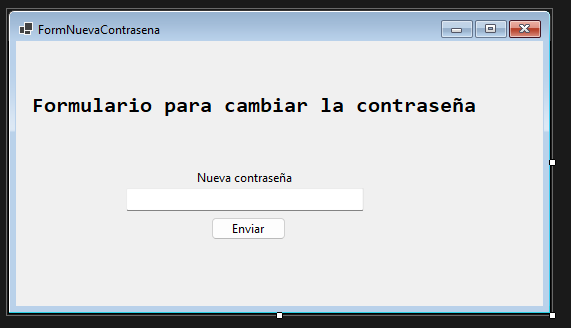 FormNuevaContrasena
Formulario para cambiar la contraseña
Nueva contraseña
Enviar